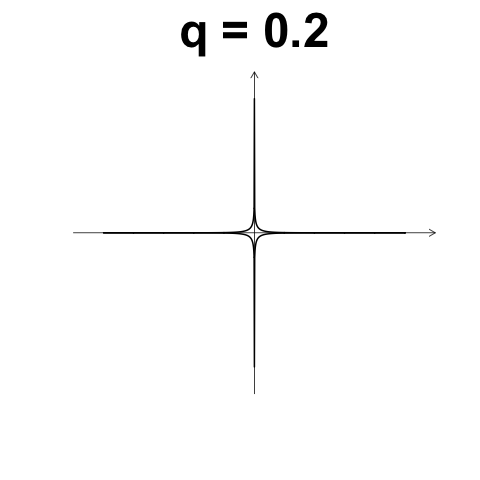 q = 0.2